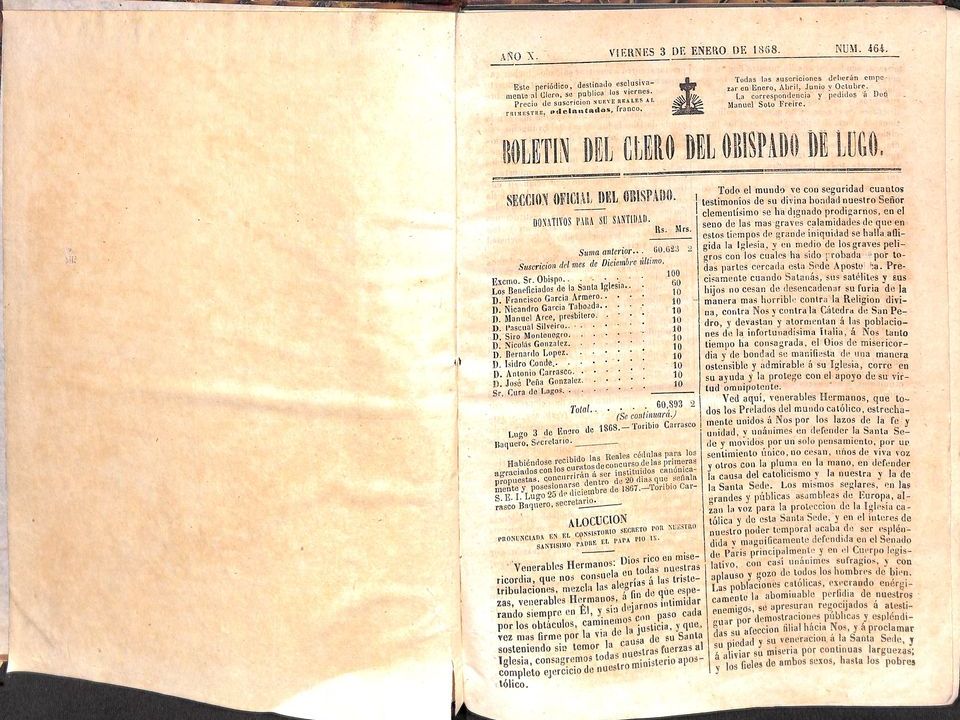 AÑO X. VIERNES 3 DE ENERO DE 1868. NUM. 464.
Este periódico, destinado esclusiva-
mente al Clero, se publica los viernes.
Precio de suscricion NUEVE REALES AL
TRIMESTRE, adelantados, franco.
Todas las suscriciones deberán empe-
zar en Enero, Abril, Junio y Octubre.
La correspondencia y pedidos á Don
Manuel Soto Freire.
BOLETIN DEL CLERO DEL OBISPADO DE LUGO.
SECCION OFICIAL DEL OBISPADO.
DONATIVOS PARA SU SANTIDAD.
Rs. Mrs.
Suma anterior... 60.623 2
Suscricion del mes de Diciembre último.
Excmo. Sr. Obispo. . . . . . . . 100
Los Beneficiados de la Santa Iglesia. . . 60
D. Francisco Garcia Armero. . . . . 10
D. Nicandro Garcia Taboada. . . . . 10
D. Manuel Arce, presbitero. . . . . 10
D. Pascual Silveiro. . . . . . . 10
D. Siro Montenegro. . . . . . . 10
D. Nicolás Gonzalez. . . . . . . 10
D. Bernardo Lopez. . . . . . . 10
D. Isidro Conde. . . . . . . . 10
D. Antonio Carrasco. . . . . . . 10
D. José Peña Gonzalez. . . . . . 10
Sr. Cura de Lagos. . . . . . . 10
Total. . . . . . 60,893 2
(Se continuará.)
Lugo 3 de Enero de 1868.—Toribio Carrasco
Baquero, Secretario.
Habiéndose recibido las Reales cédulas para los
agraciados con los curatos de concurso de las primeras
propuestas, concurrirán á ser instituidos canónica-
mente y posesionarse dentro de 20 dias que señala
S. E. I. Lugo 25 de diciembre de 1867.—Toribio Car-
rasco Baquero, secretario.
ALOCUCION
PRONUNCIADA EN EL CONSISTORIO SECRETO POR NUESTRO
SANTISIMO PADRE EL PAPA PIO IX.
Venerables Hermanos: Dios rico en mise-
ricordia, que nos consuela en todas nuestras
tribulaciones, mezcla las alegrías á las triste-
zas, venerables Hermanos, á fin de que espe-
rando siempre en Él, y sin dejarnos intimidar
por los obtáculos, caminemos con paso cada
vez mas firme por la via de la justicia, y que,
sosteniendo sin temor la causa de su Santa
Iglesia, consagremos todas nuestras fuerzas al
completo ejercicio de nuestro ministerio apos-
tólico.
Todo el mundo ve con seguridad cuantos
testimonios de su divina bondad nuestro Señor
clementísimo se ha dignado prodigarnos, en el
seno de las mas graves calamidades de que en
estos tiempos de grande iniquidad se halla afli-
gida la Iglesia, y en medio de los graves peli-
gros con los cuales ha sido probada por to-
das partes cercada esta Sede Apostólica. Pre-
cisamente cuando Satanás, sus satélites y sus
hijos no cesan de desencadenar su furia de la
manera mas horrible contra la Religion divi-
na, contra Nos y contra la Cátedra de San Pe-
dro, y devastan y atormentan á las poblacio-
nes de la infortunadísima Italia, á Nos tanto
tiempo ha consagrada, el Dios de misericor-
dia y de bondad se manifiesta de una manera
ostensible y admirable á su Iglesia, corre en
su ayuda y la protege con el apoyo de su vir-
tud omnipotente.
Ved aquí, venerables Hermanos, que to-
dos los Prelados del mundo católico, estrecha-
mente unidos á Nos por los lazos de la fe y
unidad, y unánimes en defender la Santa Se-
de y movidos por un solo pensamiento, por un
sentimiento único, no cesan, unos de viva voz
y otros con la pluma en la mano, en defender
la causa del catolicismo y la nuestra y la de
la Santa Sede. Los mismos seglares, en las
grandes y públicas asambleas de Europa, al-
zan la voz para la proteccion de la Iglesia ca-
tólica y de esta Santa Sede, y en el interes de
nuestro poder temporal acaba de ser esplén-
dida y magnificamente defendida en el Senado
de Paris principalmente y en el Cuerpo legis-
lativo, con casi unánimes sufragios, y con
aplauso y gozo de todos los hombres de bien.
Las poblaciones católicas, execrando enérgi-
camente la abominable perfidia de nuestros
enemigos, se apresuran regocijados á atesti-
guar por demostraciones públicas y espléndi-
das su afeccion filial hácia Nos, y á proclamar
su piedad y su veneracion á la Santa Sede, y
á aliviar su miseria por continuas larguezas;
y los fieles de ambos sexos, hasta los pobres